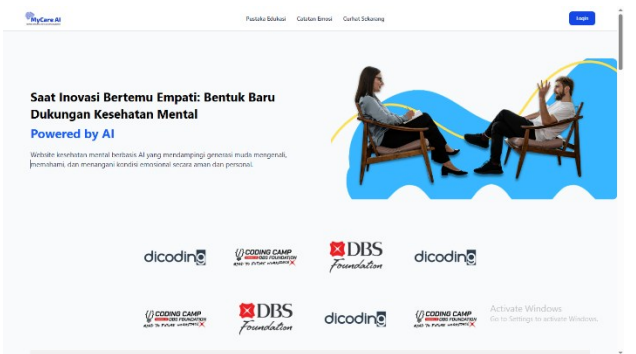 MyCare AI
Pustaka Edukasi
Catatan Emosi
Curhat Sekarang
Login
Saat Inovasi Bertemu Empati: Bentuk Baru
Dukungan Kesehatan Mental
Powered by AI
Website kesehatan mental berbasis AI yang mendampingi generasi muda mengenali,
memahami, dan menangani kondisi emosional secara aman dan personal.
dicoding
CODING CAMP
DBS FOUNDATION
DBS
Foundation
dicoding
CODING CAMP
DBS FOUNDATION
DBS
Foundation
dicoding
CODING CAMP
DBS FOUNDATION
Activate Windows
Go to Settings to activate Windows.